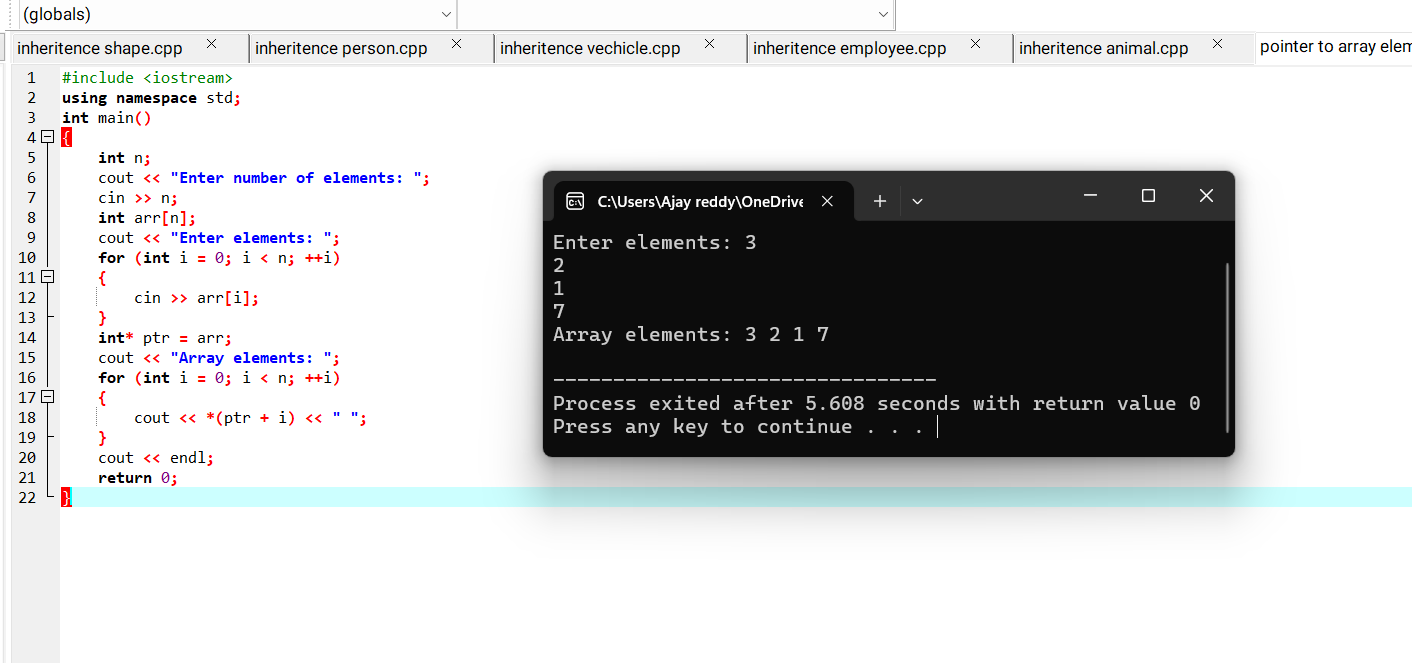 (globals)
inheritence shape.cpp inheritence person.cpp inheritence vechicle.cpp inheritence employee.cpp inheritence animal.cpp pointer to array elem
1 #include <iostream>
2 using namespace std;
3 int main()
4 {
5 int n;
6 cout << "Enter number of elements: ";
7 cin >> n;
8 int arr[n];
9 cout << "Enter elements: ";
10 for (int i = 0; i < n; ++i)
11 {
12 cin >> arr[i];
13 }
14 int* ptr = arr;
15 cout << "Array elements: ";
16 for (int i = 0; i < n; ++i)
17 {
18 cout << *(ptr + i) << " ";
19 }
20 cout << endl;
21 return 0;
22 }
C:\Users\Ajay reddy\OneDrive
Enter elements: 3
2
1
7
Array elements: 3 2 1 7
--------------------------------
Process exited after 5.608 seconds with return value 0
Press any key to continue . . .